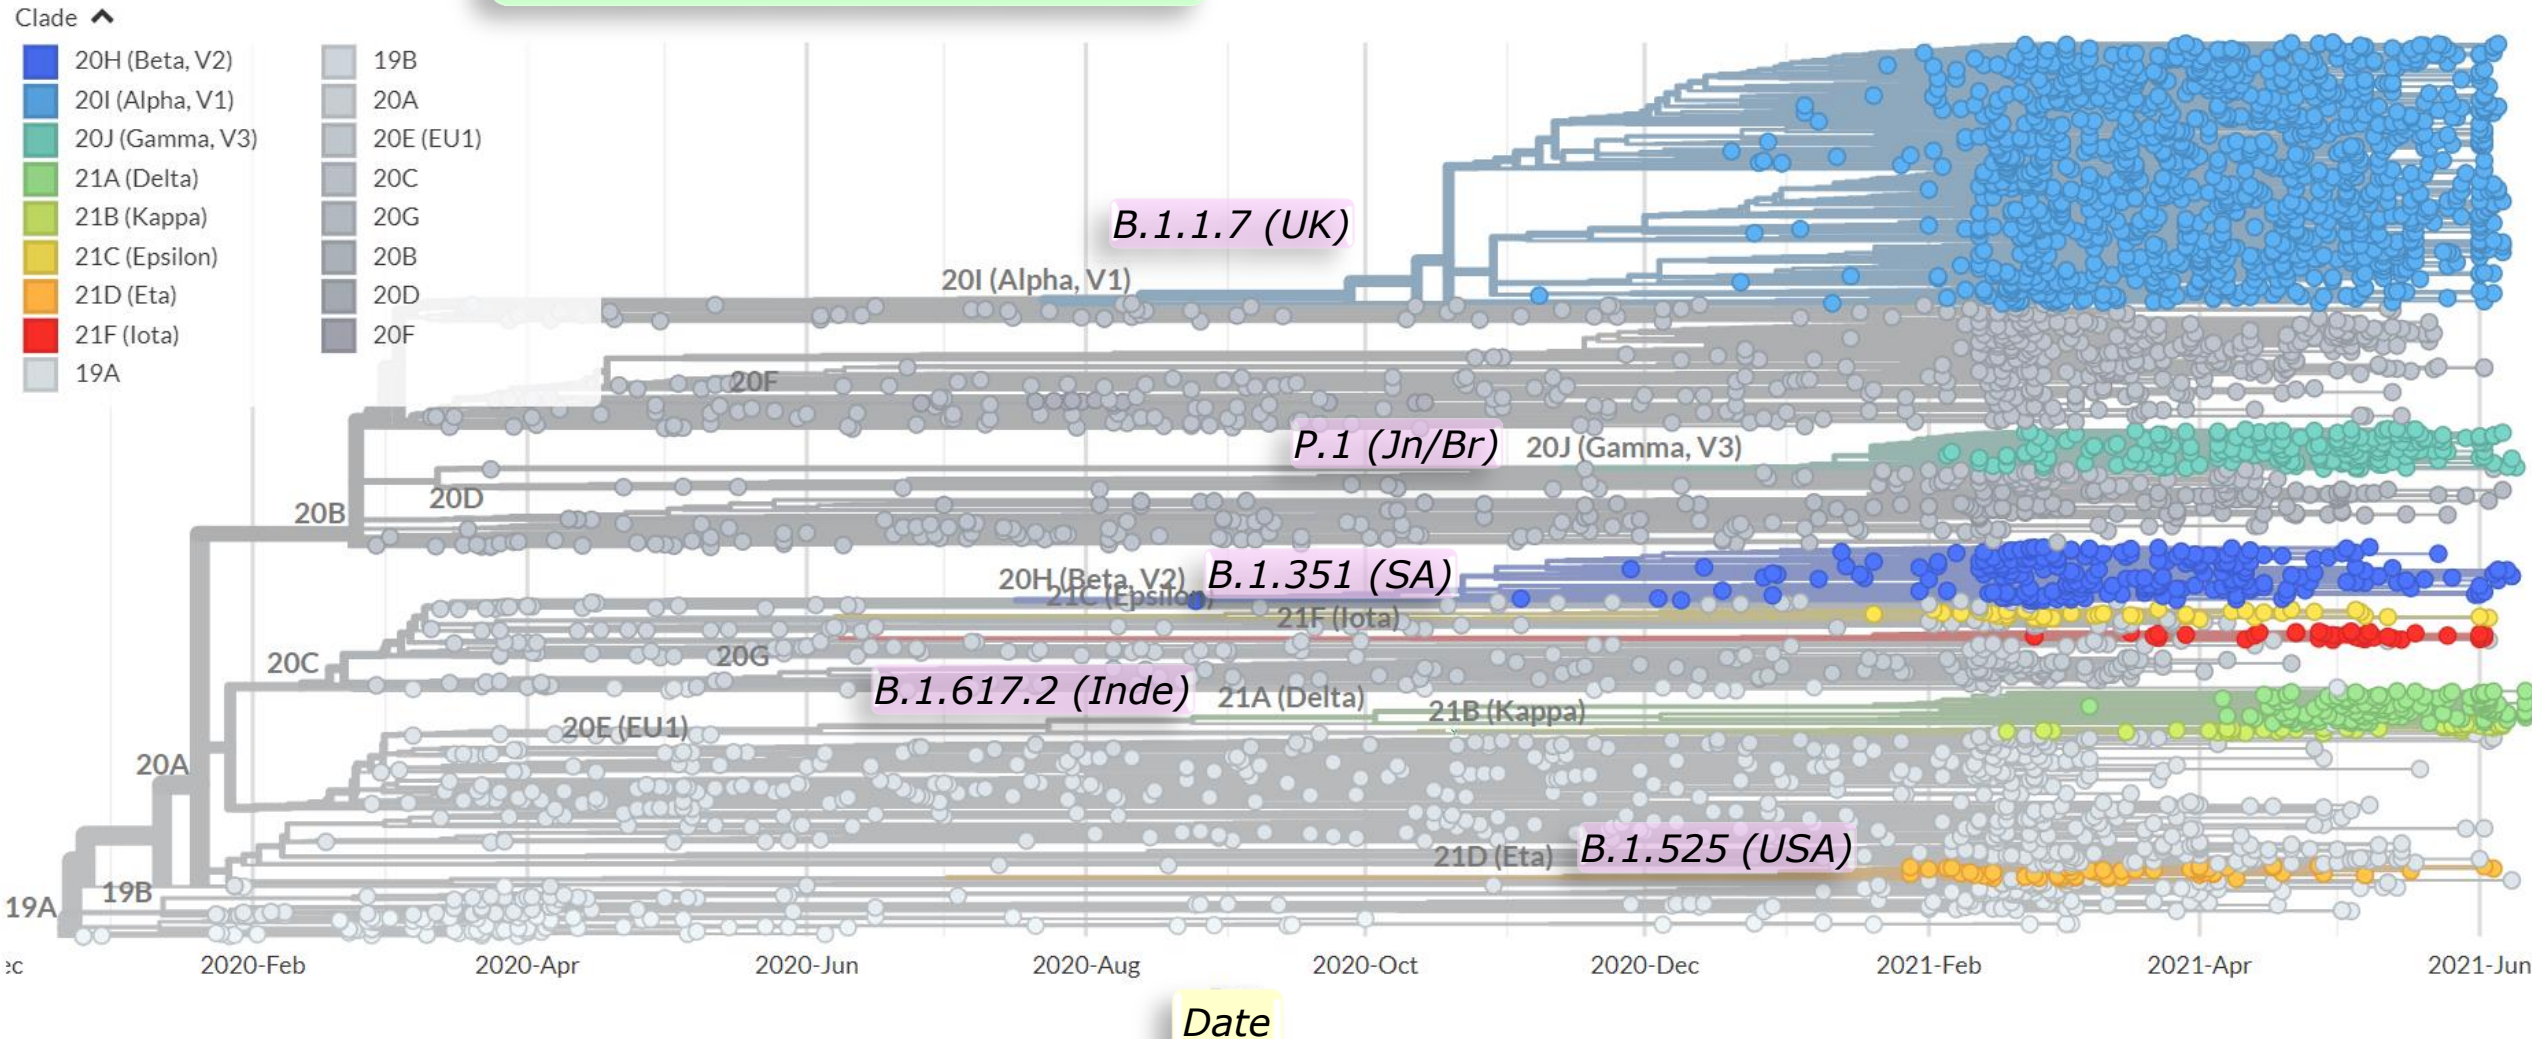 Clade
20H (Beta, V2)
20I (Alpha, V1)
20J (Gamma, V3)
21A (Delta)
21B (Kappa)
21C (Epsilon)
21D (Eta)
21F (Iota)
19A
19B
20A
20E (EU1)
20C
20G
20B
20D
20F
B.1.1.7 (UK)
20I (Alpha, V1)
20F
P.1 (Jn/Br)
20J (Gamma, V3)
20D
20B
B.1.351 (SA)
20H (Beta, V2)
21C (Epsilon)
21F (Iota)
20G
20C
B.1.617.2 (Inde)
21A (Delta)
21B (Kappa)
20E (EU1)
20A
B.1.525 (USA)
21D (Eta)
19B
19A
ec 2020-Feb 2020-Apr 2020-Jun 2020-Aug 2020-Oct 2020-Dec 2021-Feb 2021-Apr 2021-Jun
Date